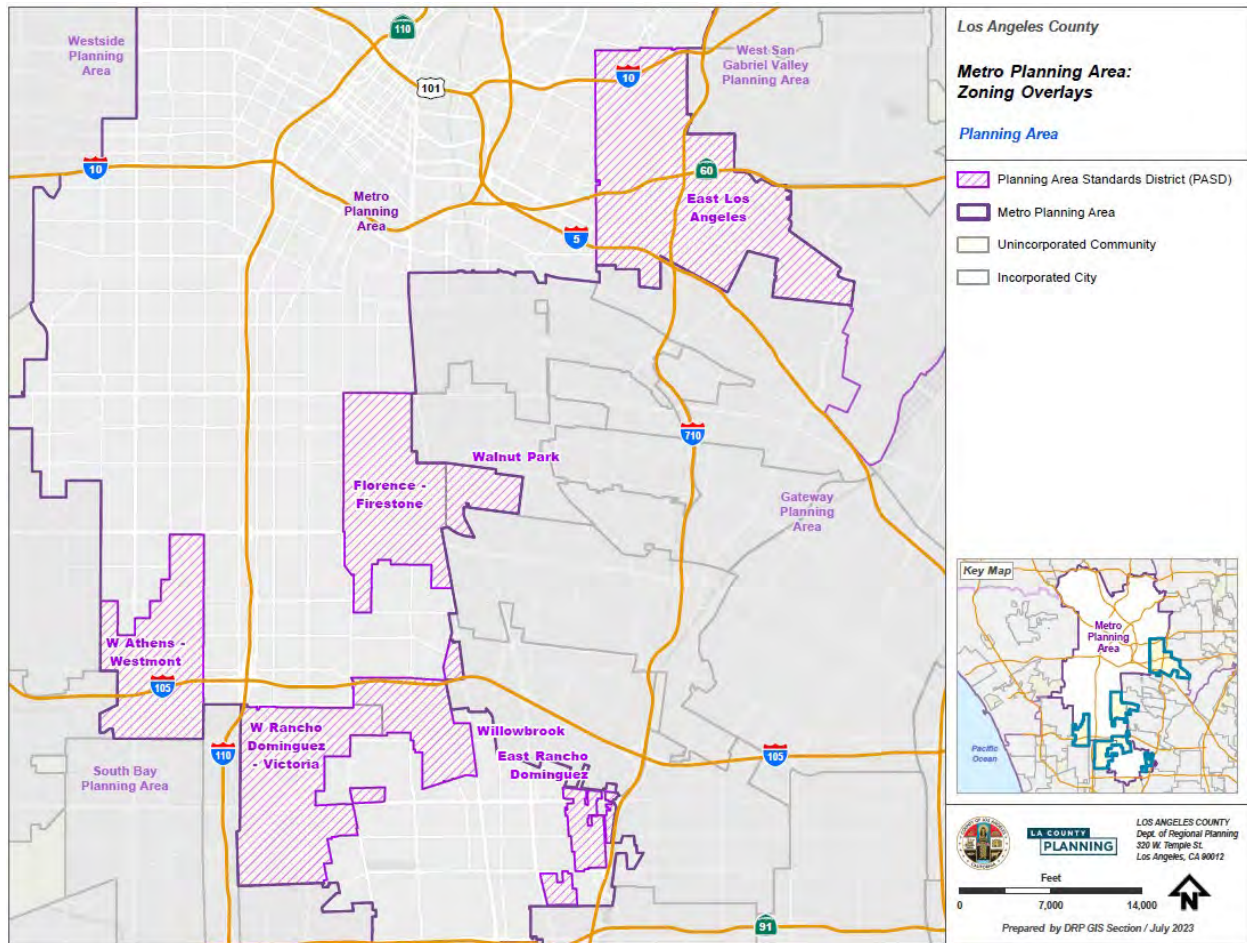 Westside
Planning
Area
110
101
10
West San
Gabriel Valley
Planning Area
10
60
Metro
Planning
Area
East Los
Angeles
5
Walnut Park
710
Florence -
Firestone
Gateway
Planning
Area
W Athens -
Westmont
105
W Rancho
Dominguez
- Victoria
Willowbrook
East Rancho
Dominguez
110
105
South Bay
Planning Area
91
Los Angeles County
Metro Planning Area:
Zoning Overlays
Planning Area
Planning Area Standards District (PASD)
Metro Planning Area
Unincorporated Community
Incorporated City
Key Map
Metro
Planning
Area
Pacific
Ocean
LA COUNTY
PLANNING
LOS ANGELES COUNTY
Dept. of Regional Planning
320 W. Temple St.
Los Angeles, CA 90012
Feet
0 7,000 14,000
N
Prepared by DRP GIS Section / July 2023